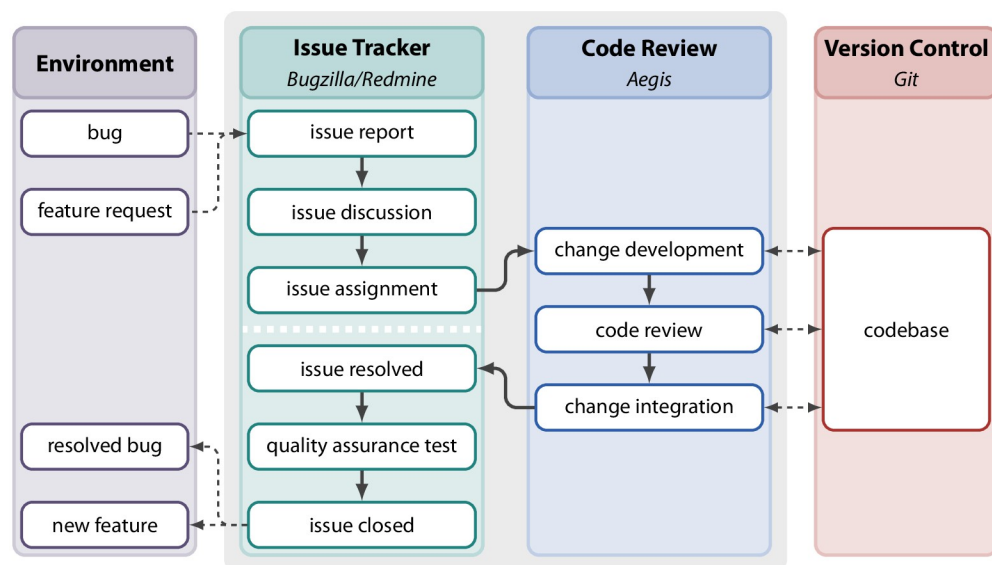 Environment
bug
feature request
resolved bug
new feature
Issue Tracker
Bugzilla/Redmine
issue report
issue discussion
issue assignment
issue resolved
quality assurance test
issue closed
Code Review
Aegis
change development
code review
change integration
Version Control
Git
codebase